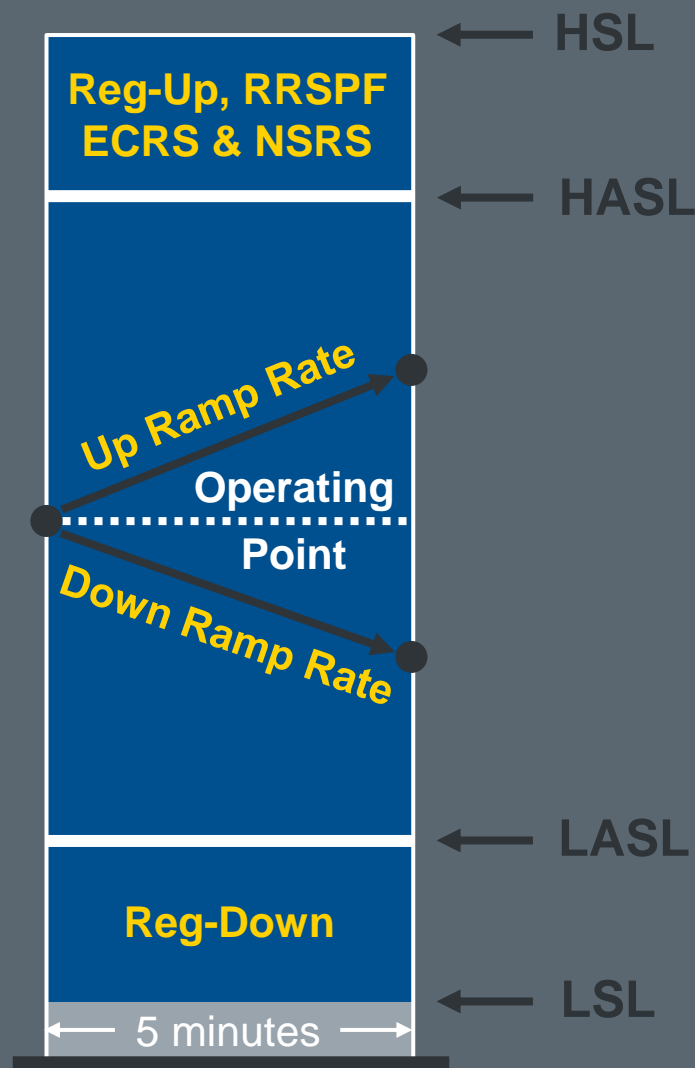 HSL
Reg-Up, RRSPF
ECRS & NSRS
HASL
Up Ramp Rate
Operating
Point
Down Ramp Rate
LASL
Reg-Down
LSL
5 minutes